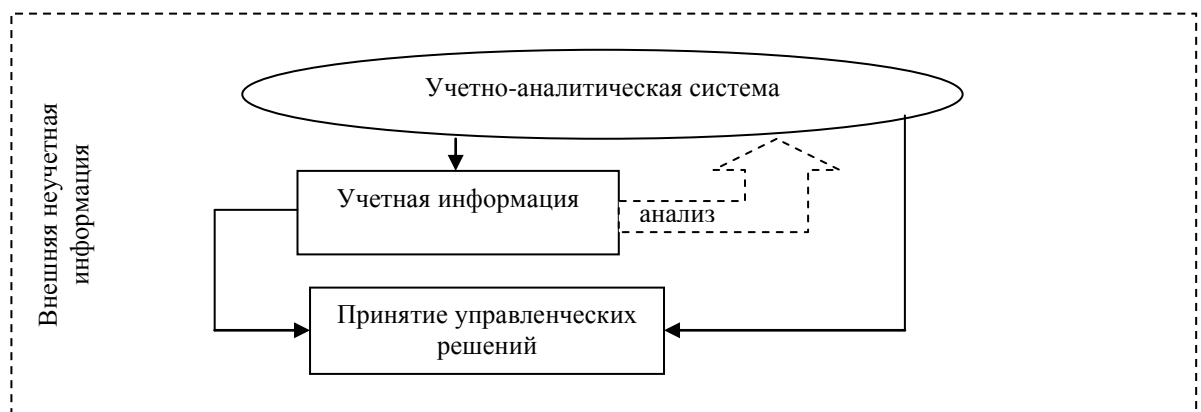 Учетно-аналитическая система
Учетная информация
анализ
Принятие управленческих
решений
Внешняя неучетная
информация